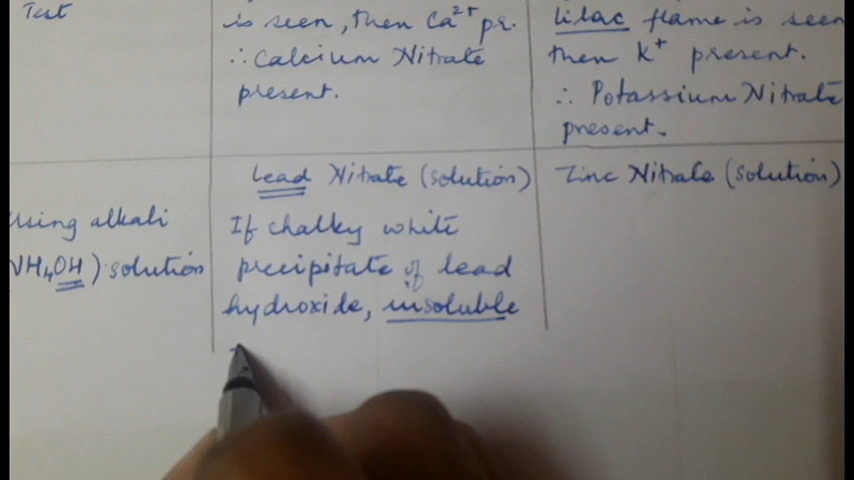 Test
is seen, then Ca²⁺ pr.
∴ Calcium Nitrate
present.
lilac flame is seen
then K⁺ present.
∴ Potassium Nitrate
present.
Using alkali
NH₄OH) solution
Lead Nitrate (solution)
If chalky white
precipitate of lead
hydroxide, insoluble
Zinc Nitrate (solution)